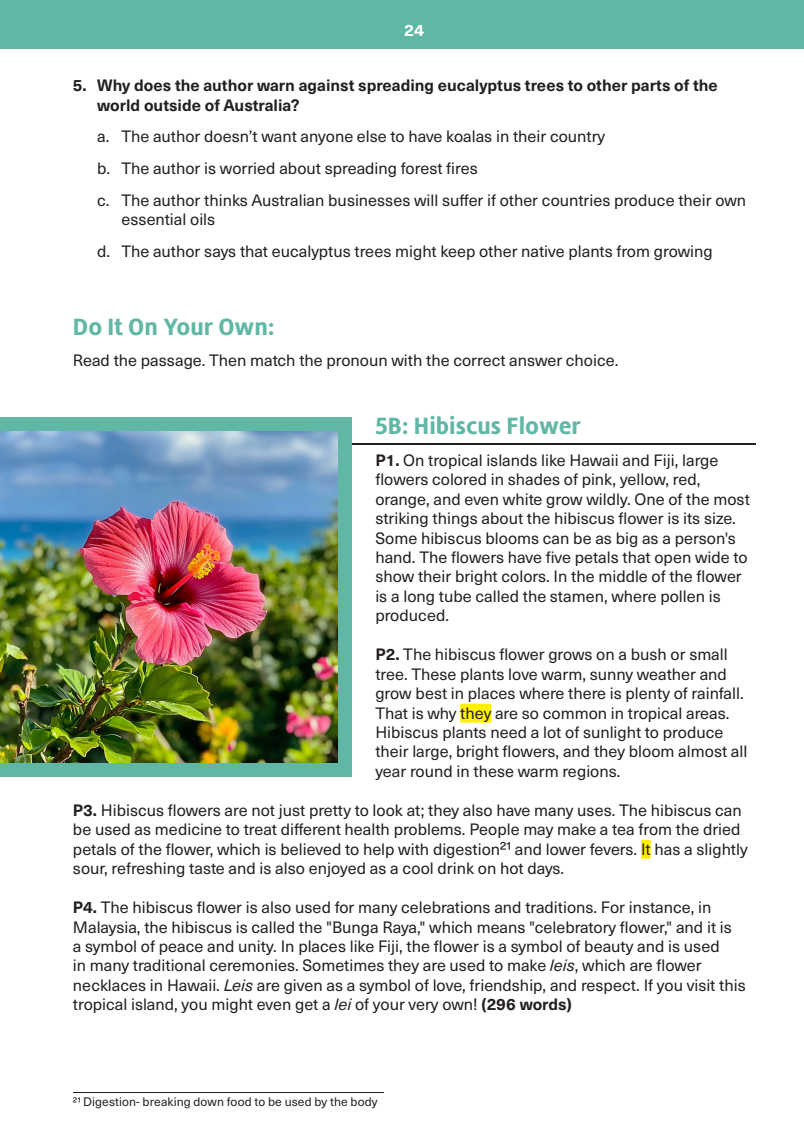 24
5. Why does the author warn against spreading eucalyptus trees to other parts of the
world outside of Australia?
a. The author doesn't want anyone else to have koalas in their country
b. The author is worried about spreading forest fires
c. The author thinks Australian businesses will suffer if other countries produce their own
essential oils
d. The author says that eucalyptus trees might keep other native plants from growing
Do It On Your Own:
Read the passage. Then match the pronoun with the correct answer choice.
5B: Hibiscus Flower
P1. On tropical islands like Hawaii and Fiji, large
flowers colored in shades of pink, yellow, red,
orange, and even white grow wildly. One of the most
striking things about the hibiscus flower is its size.
Some hibiscus blooms can be as big as a person's
hand. The flowers have five petals that open wide to
show their bright colors. In the middle of the flower
is a long tube called the stamen, where pollen is
produced.
P2. The hibiscus flower grows on a bush or small
tree. These plants love warm, sunny weather and
grow best in places where there is plenty of rainfall.
That is why they are so common in tropical areas.
Hibiscus plants need a lot of sunlight to produce
their large, bright flowers, and they bloom almost all
year round in these warm regions.
P3. Hibiscus flowers are not just pretty to look at; they also have many uses. The hibiscus can
be used as medicine to treat different health problems. People may make a tea from the dried
petals of the flower, which is believed to help with digestion²¹ and lower fevers. It has a slightly
sour, refreshing taste and is also enjoyed as a cool drink on hot days.
P4. The hibiscus flower is also used for many celebrations and traditions. For instance, in
Malaysia, the hibiscus is called the "Bunga Raya," which means "celebratory flower," and it is
a symbol of peace and unity. In places like Fiji, the flower is a symbol of beauty and is used
in many traditional ceremonies. Sometimes they are used to make leis, which are flower
necklaces in Hawaii. Leis are given as a symbol of love, friendship, and respect. If you visit this
tropical island, you might even get a lei of your very own! (296 words)
²¹ Digestion- breaking down food to be used by the body